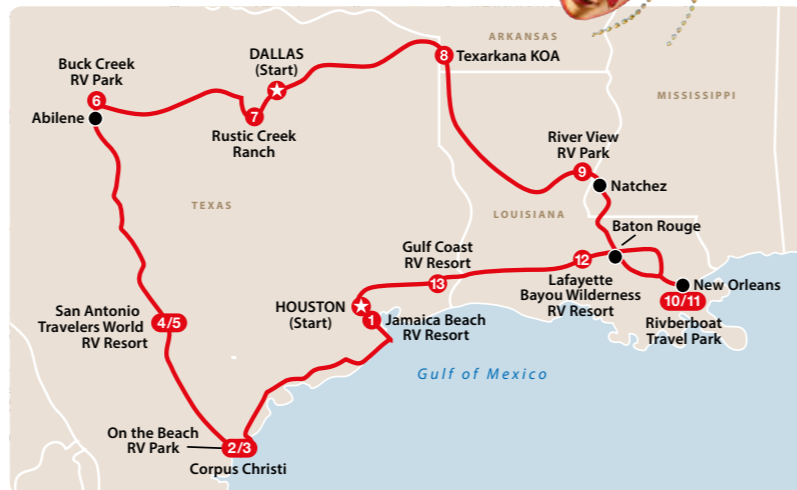 ARKANSAS
DALLAS
(Start)
8
Texarkana KOA
Buck Creek
RV Park
6
Abilene
7
Rustic Creek
Ranch
MISSISSIPPI
River View
RV Park
9
Natchez
TEXAS
LOUISIANA
Baton Rouge
Gulf Coast
RV Resort
13
12
Lafayette
Bayou Wilderness
RV Resort
New Orleans
10/11
Rivberboat
Travel Park
HOUSTON
(Start)
1
Jamaica Beach
RV Resort
San Antonio
Travelers World
RV Resort
4/5
Gulf of Mexico
On the Beach
RV Park
2/3
Corpus Christi